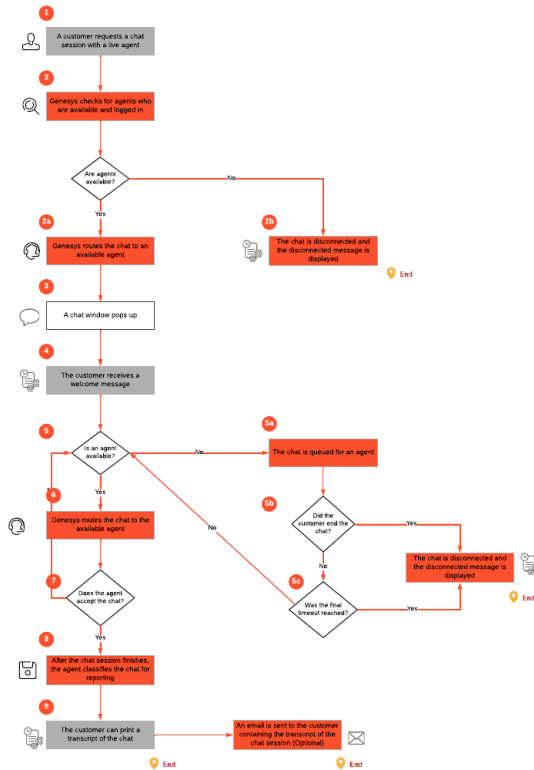 1
A customer requests a chat
session with a live agent
2
Genesys checks for agents who
are available and logged in
Are agents
available?
No
Yes
2a
Genesys routes the chat to an
available agent
2b
The chat is disconnected and
the disconnected message is
displayed
End
3
A chat window pops up
4
The customer receives a
welcome message
5
Is an agent
available?
No
Yes
5a
The chat is queued for an agent
5b
Did the
customer end the
chat?
Yes
No
The chat is disconnected and
the disconnected message is
displayed
End
5c
Was the final
timeout reached?
Yes
No
6
Genesys routes the chat to the
available agent
7
Does the agent
accept the chat?
Yes
8
After the chat session finishes,
the agent classifies the chat for
reporting
9
The customer can print a
transcript of the chat
End
An email is sent to the customer
containing the transcript of the
chat session (Optional)
End